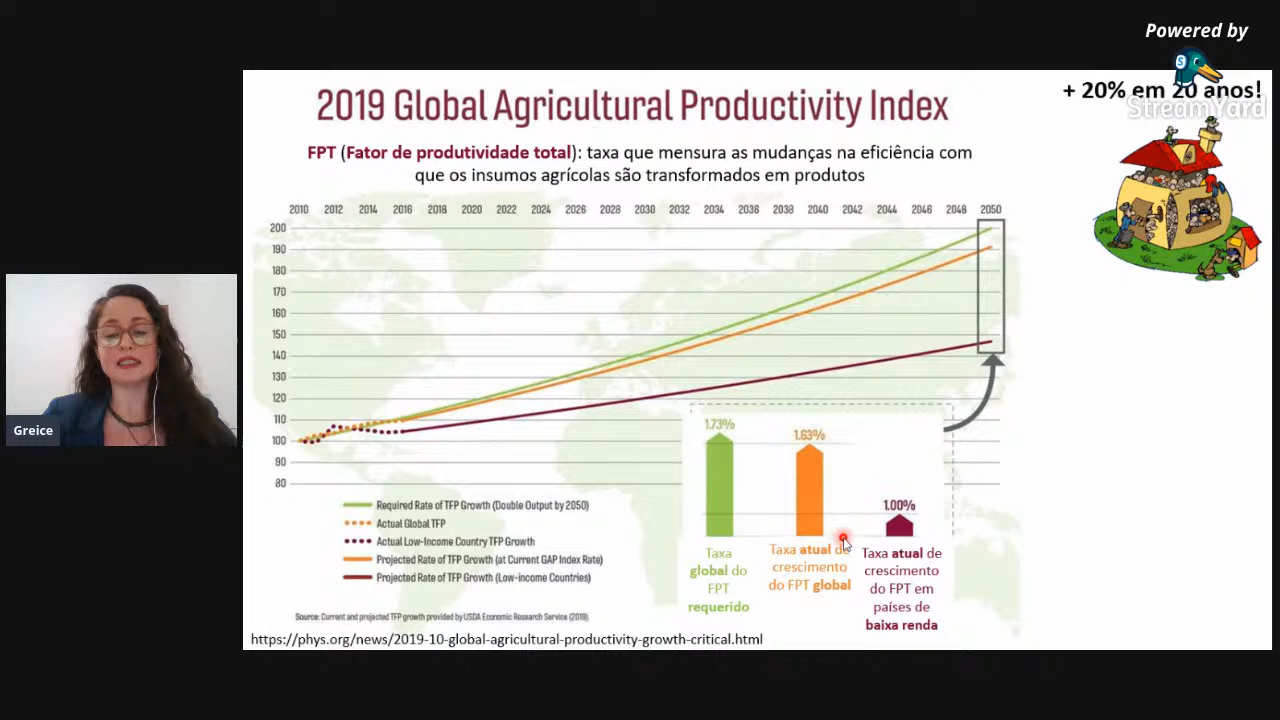 Powered by
StreamYard
+ 20% em 20 anos!
2019 Global Agricultural Productivity Index
FPT (Fator de produtividade total): taxa que mensura as mudanças na eficiência com
que os insumos agrícolas são transformados em produtos
2010 2012 2014 2016 2018 2020 2022 2024 2026 2028 2030 2032 2034 2036 2038 2040 2042 2044 2046 2048 2050
200
190
180
170
160
150
140
130
120
110
100
90
80
1.73%
1.63%
1.00%
Taxa
global do
FPT
requerido
Taxa atual de
crescimento
do FPT global
Taxa atual de
crescimento
do FPT em
países de
baixa renda
Required Rate of TFP Growth (Double Output by 2050)
Actual Global TFP
Actual Low-Income Country TFP Growth
Projected Rate of TFP Growth (at Current GAP Index Rate)
Projected Rate of TFP Growth (Low-income Countries)
Source: Current and projected TFP growth provided by USDA Economic Research Service (2019).
https://phys.org/news/2019-10-global-agricultural-productivity-growth-critical.html
Greice